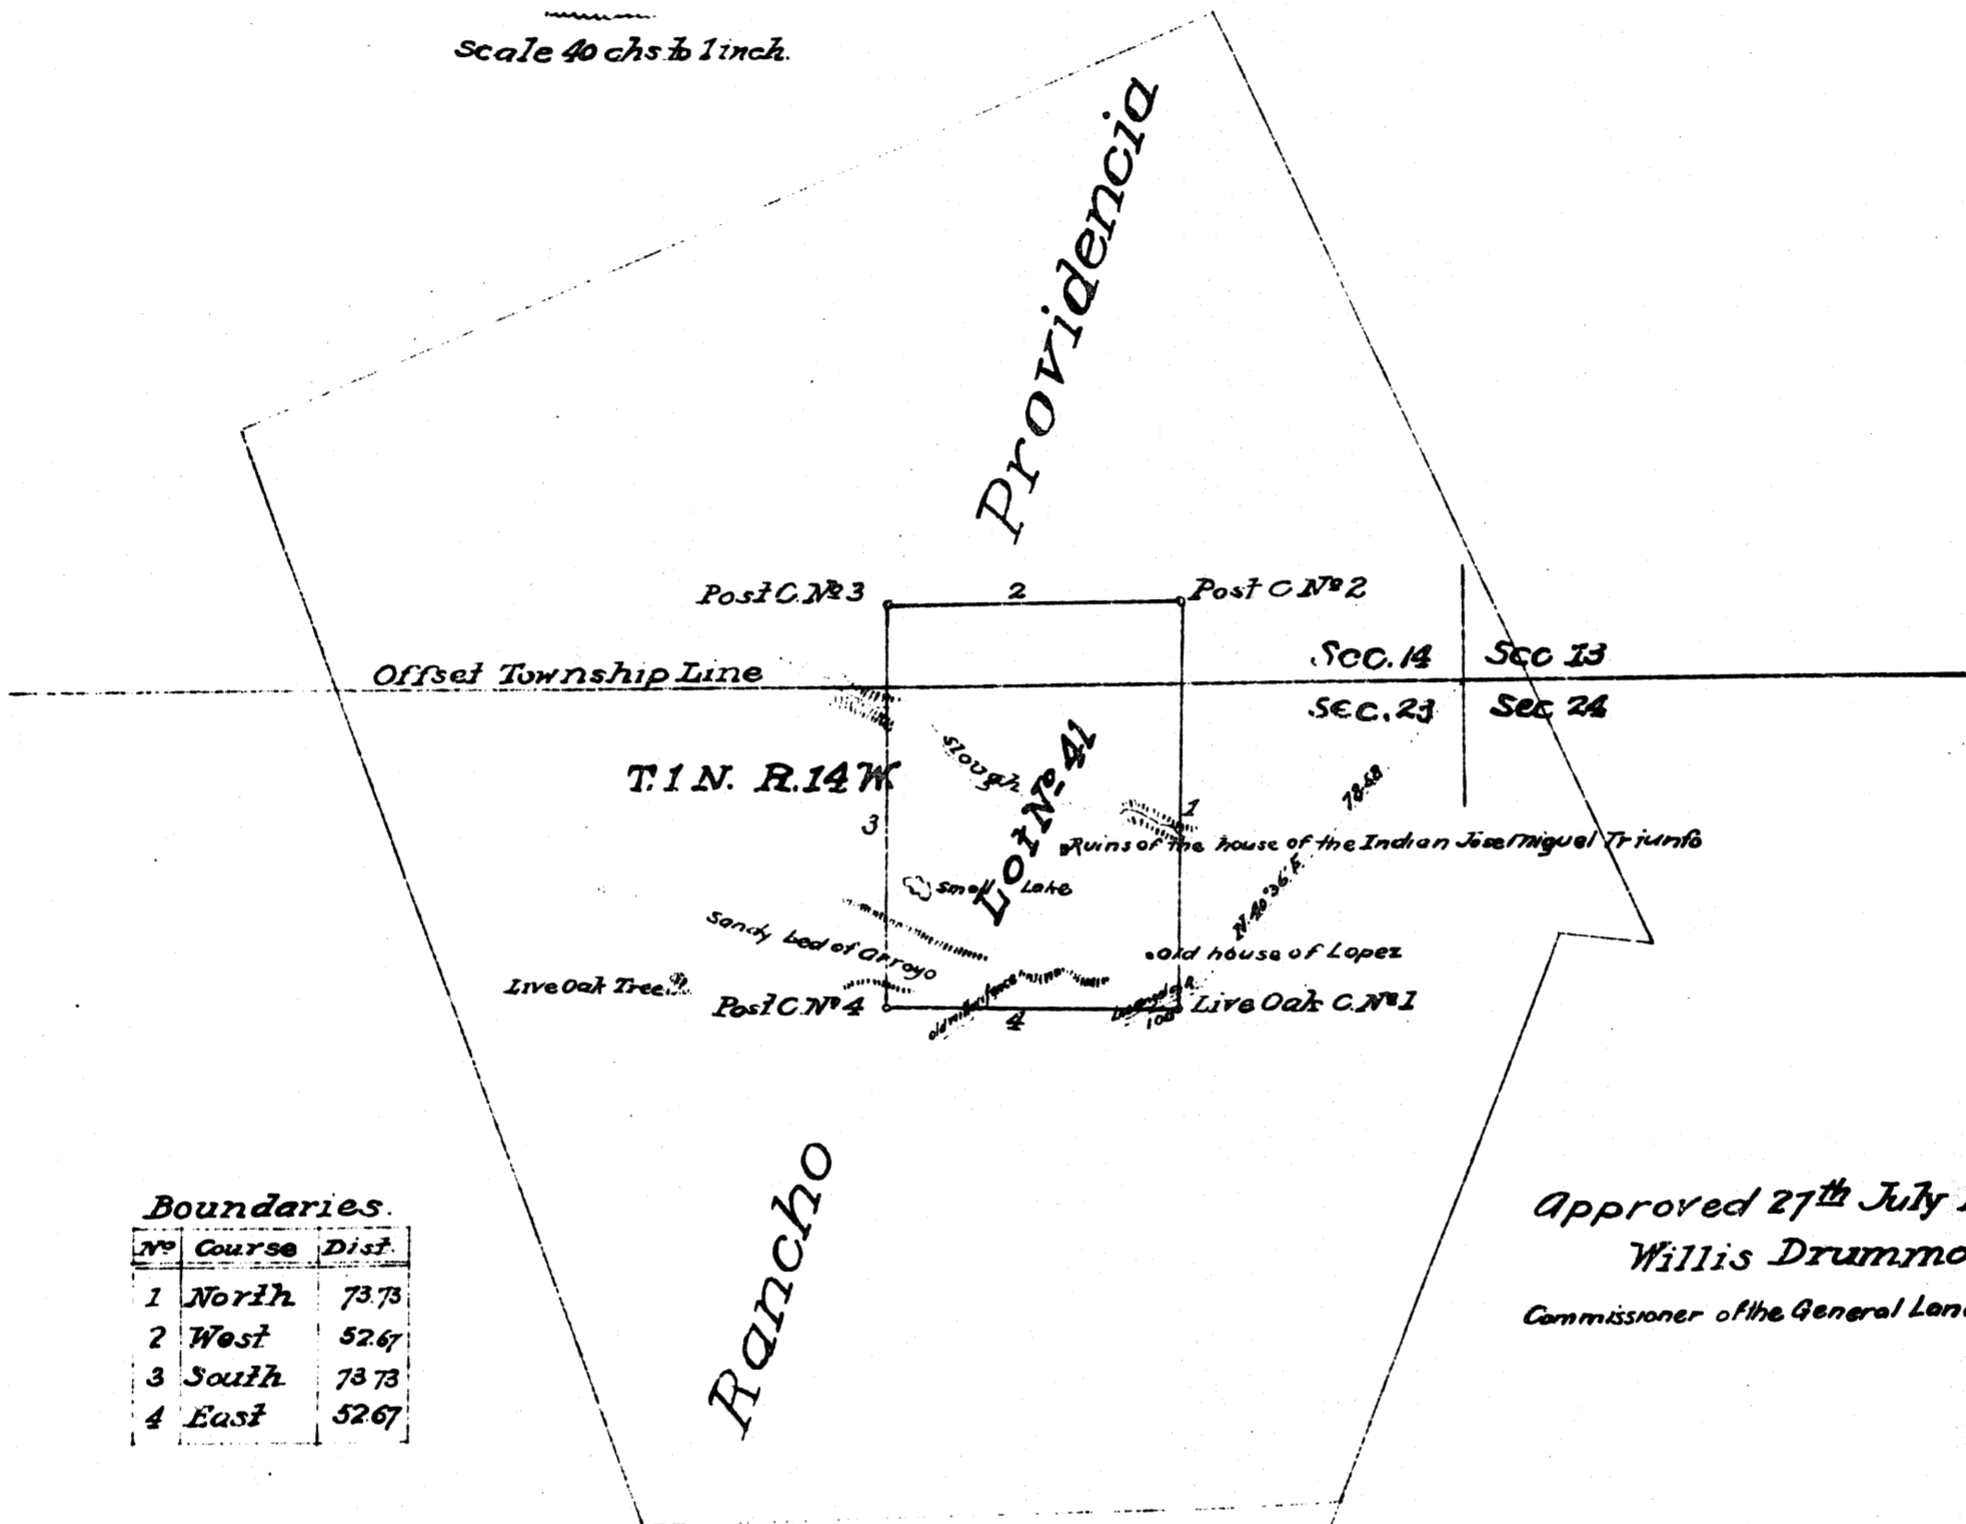 Scale 40 chs to 1 inch.
Providencia
Post C. Nº 3
2
Post C Nº 2
Offset Township Line
Sec. 14
Sec 13
Sec. 23
Sec 24
T. 1 N. R. 14 W.
Slough
Lot Nº 41
3
1
78.68
Ruins of the house of the Indian Jose Miguel Triunfo
Small Lake
N. 40° 36' E.
Sandy bed of Arroyo
Old house of Lopez
Live Oak Tree
Post C. Nº 4
old fence
4
100
Live Oak C. Nº 1
Rancho
Boundaries.
Nº Course Dist.
1 North 73.73
2 West 52.67
3 South 73 73
4 East 52.67
Approved 27th July 1
Willis Drummo
Commissioner of the General Lan